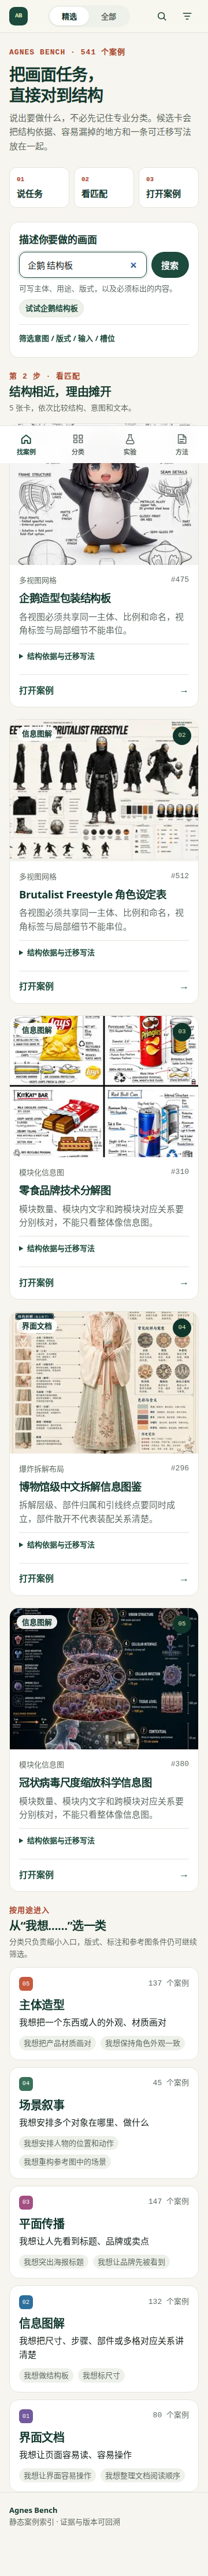 AR
精选
全部
AGNES BENCH · 541 个案例
把画面任务，
直接对到结构
说出要做什么，不必先记住专业分类。候选卡会
把结构依据、容易漏掉的地方和一条可迁移写法
放在一起。
01
说任务
02
看匹配
03
打开案例
描述你要做的画面
企鹅 结构板
搜索
可写主体、用途、版式，以及必须标出的内容。
试试企鹅结构板
筛选意图 / 版式 / 输入 / 槽位
第 2 步 · 看匹配
结构相近，理由摊开
5 张卡，依次比较结构、意图和文本。
找案例
分类
实验
方法
FRAME STRUCTURE
SEAM DETAILS
多视图网格
#475
企鹅造型包装结构板
各视图必须共享同一主体、比例和命名，视
角标签与局部细节不能串位。
结构依据与迁移写法
打开案例
→
信息图解
02
BRUTALIST FREESTYLE
多视图网格
#512
Brutalist Freestyle 角色设定表
各视图必须共享同一主体、比例和命名，视
角标签与局部细节不能串位。
结构依据与迁移写法
打开案例
→
信息图解
03
Lay's
Pringles
KitKat BAR
Red Bull Can
模块化信息图
#310
零食品牌技术分解图
模块数量、模块内文字和跨模块对应关系要
分别核对，不能只看整体像信息图。
结构依据与迁移写法
打开案例
→
界面文档
04
爆炸拆解布局
#296
博物馆级中文拆解信息图鉴
拆解层级、部件归属和引线终点要同时成
立，部件散开不代表装配关系清楚。
结构依据与迁移写法
打开案例
→
信息图解
05
模块化信息图
#380
冠状病毒尺度缩放科学信息图
模块数量、模块内文字和跨模块对应关系要
分别核对，不能只看整体像信息图。
结构依据与迁移写法
打开案例
→
按用途进入
从“我想……”选一类
分类只负责缩小入口，版式、标注和参考图条件仍可继续
筛选。
05
137 个案例
主体造型
我想把一个东西或人的外观、材质画对
我想把产品材质画对
我想保持角色外观一致
04
45 个案例
场景叙事
我想安排多个对象在哪里、做什么
我想安排人物的位置和动作
我想重构参考图中的场景
03
147 个案例
平面传播
我想让人先看到标题、品牌或卖点
我想突出海报标题
我想让品牌先被看到
02
132 个案例
信息图解
我想把尺寸、步骤、部件或多格对应关系讲
清楚
我想做结构板
我想标尺寸
01
80 个案例
界面文档
我想让页面容易读、容易操作
我想让界面容易操作
我想整理文档阅读顺序
Agnes Bench
静态案例索引 · 证据与版本可回溯